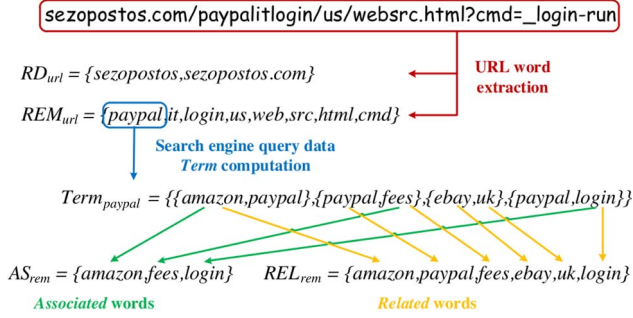 sezopostos.com/paypalitlogin/us/websrc.html?cmd=_login-run
RD_url = {sezopostos,sezopostos.com}
URL word
extraction
REM_url = {paypal,it,login,us,web,src,html,cmd}
Search engine query data
Term computation
Term_paypal = {{amazon,paypal},{paypal,fees},{ebay,uk},{paypal,login}}
AS_rem = {amazon,fees,login} REL_rem = {amazon,paypal,fees,ebay,uk,login}
Associated words Related words